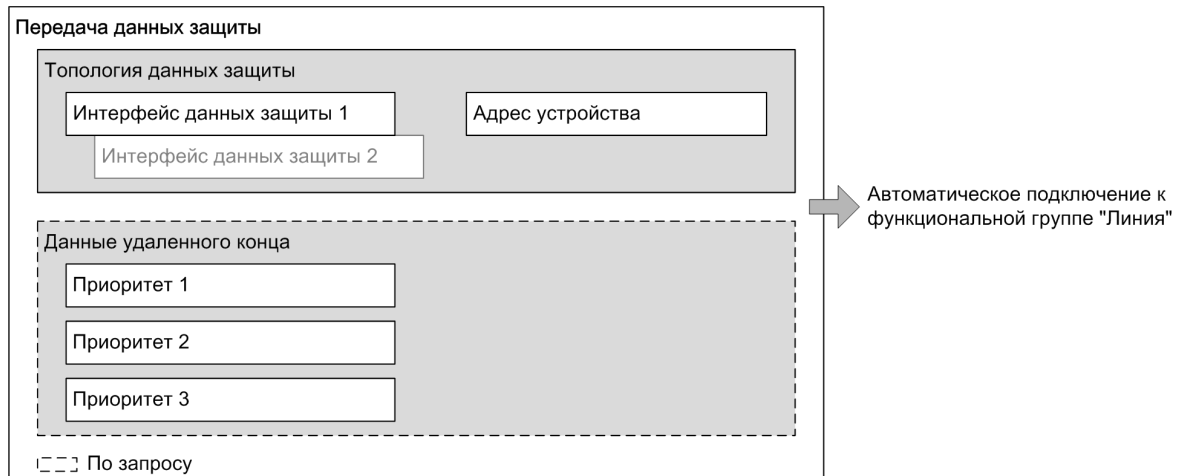 Передача данных защиты
Топология данных защиты
Интерфейс данных защиты 1
Адрес устройства
Интерфейс данных защиты 2
Автоматическое подключение к
функциональной группе "Линия"
Данные удаленного конца
Приоритет 1
Приоритет 2
Приоритет 3
По запросу